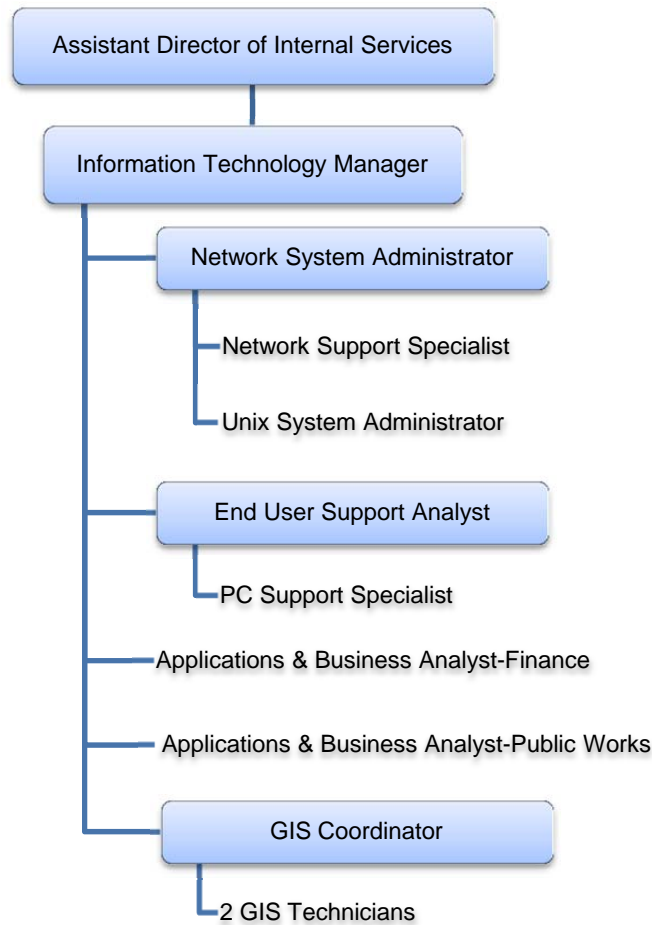 Assistant Director of Internal Services
Information Technology Manager
Network System Administrator
Network Support Specialist
Unix System Administrator
End User Support Analyst
PC Support Specialist
Applications & Business Analyst-Finance
Applications & Business Analyst-Public Works
GIS Coordinator
2 GIS Technicians